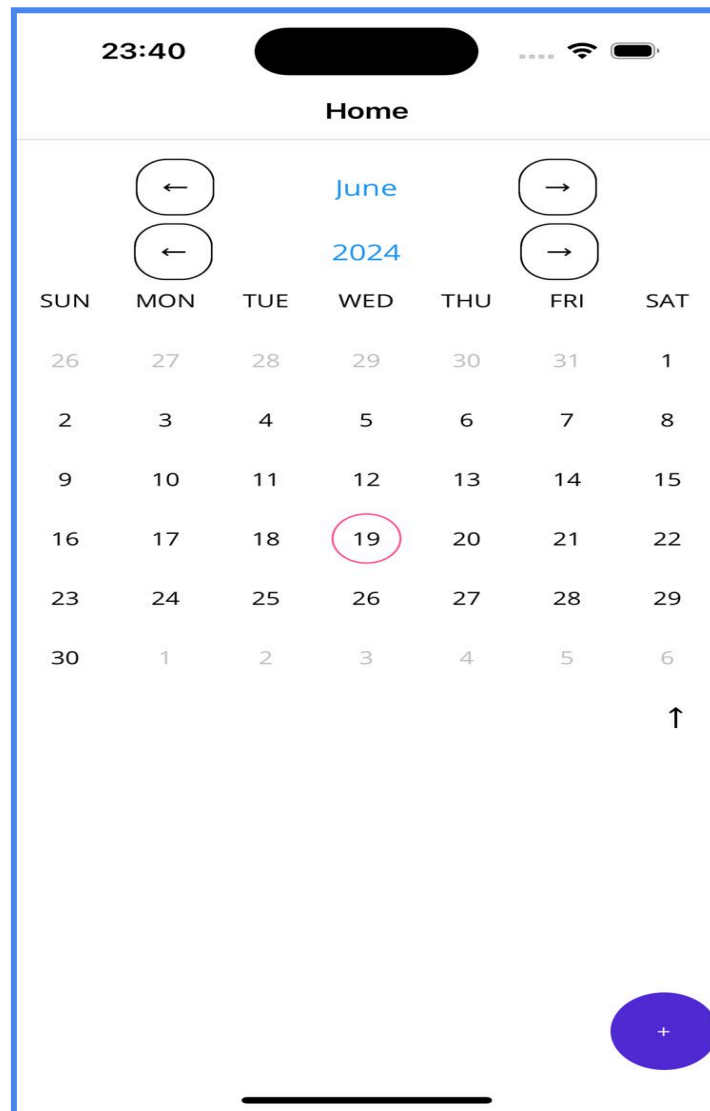 23:40
Home
← June →
← 2024 →
SUN MON TUE WED THU FRI SAT
26 27 28 29 30 31 1
2 3 4 5 6 7 8
9 10 11 12 13 14 15
16 17 18 19 20 21 22
23 24 25 26 27 28 29
30 1 2 3 4 5 6
↑
+